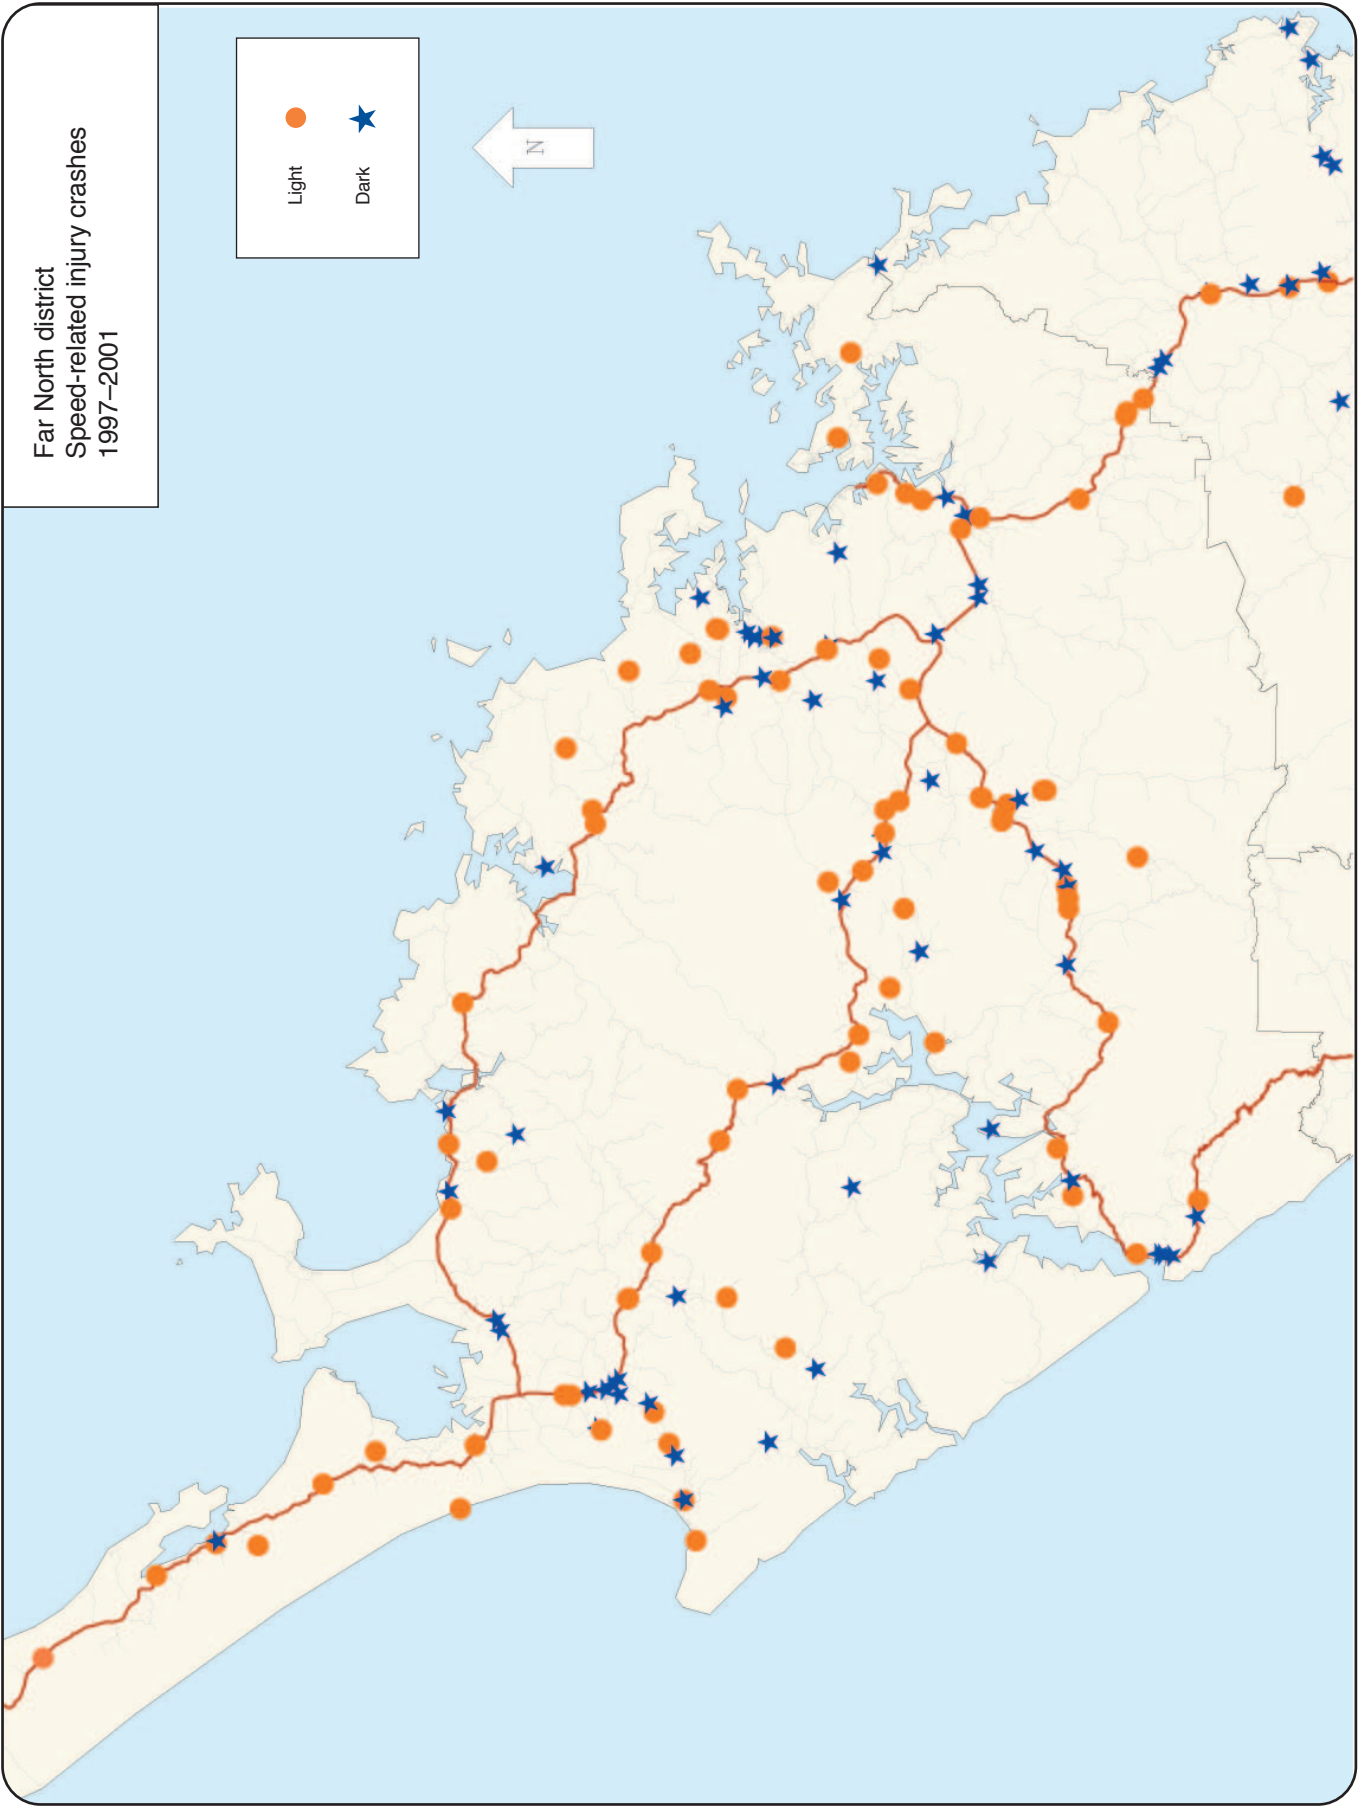 Far North district
Speed-related injury crashes
1997–2001
Light
Dark
N